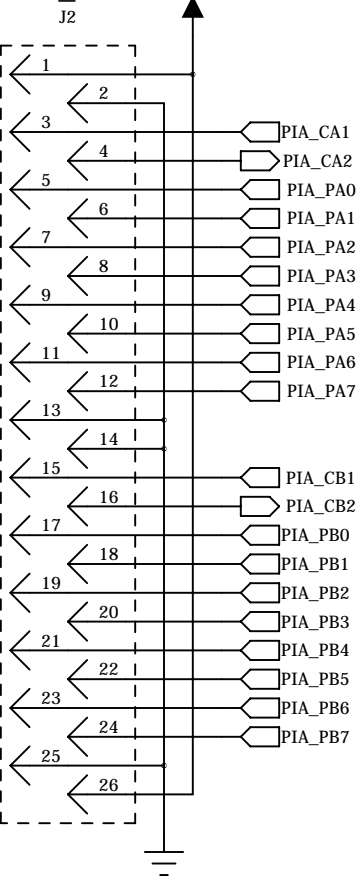 J2
1
2
3 PIA_CA1
4 PIA_CA2
5 PIA_PA0
6 PIA_PA1
7 PIA_PA2
8 PIA_PA3
9 PIA_PA4
10 PIA_PA5
11 PIA_PA6
12 PIA_PA7
13
14
15 PIA_CB1
16 PIA_CB2
17 PIA_PB0
18 PIA_PB1
19 PIA_PB2
20 PIA_PB3
21 PIA_PB4
22 PIA_PB5
23 PIA_PB6
24 PIA_PB7
25
26